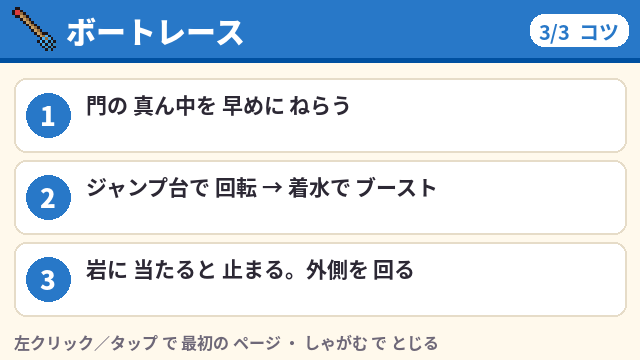 ボートレース
3/3 コツ
1
門の 真ん中を 早めに ねらう
2
ジャンプ台で 回転 → 着水で ブースト
3
岩に 当たると 止まる。外側を 回る
左クリック／タップ で 最初の ページ ・ しゃがむ で とじる